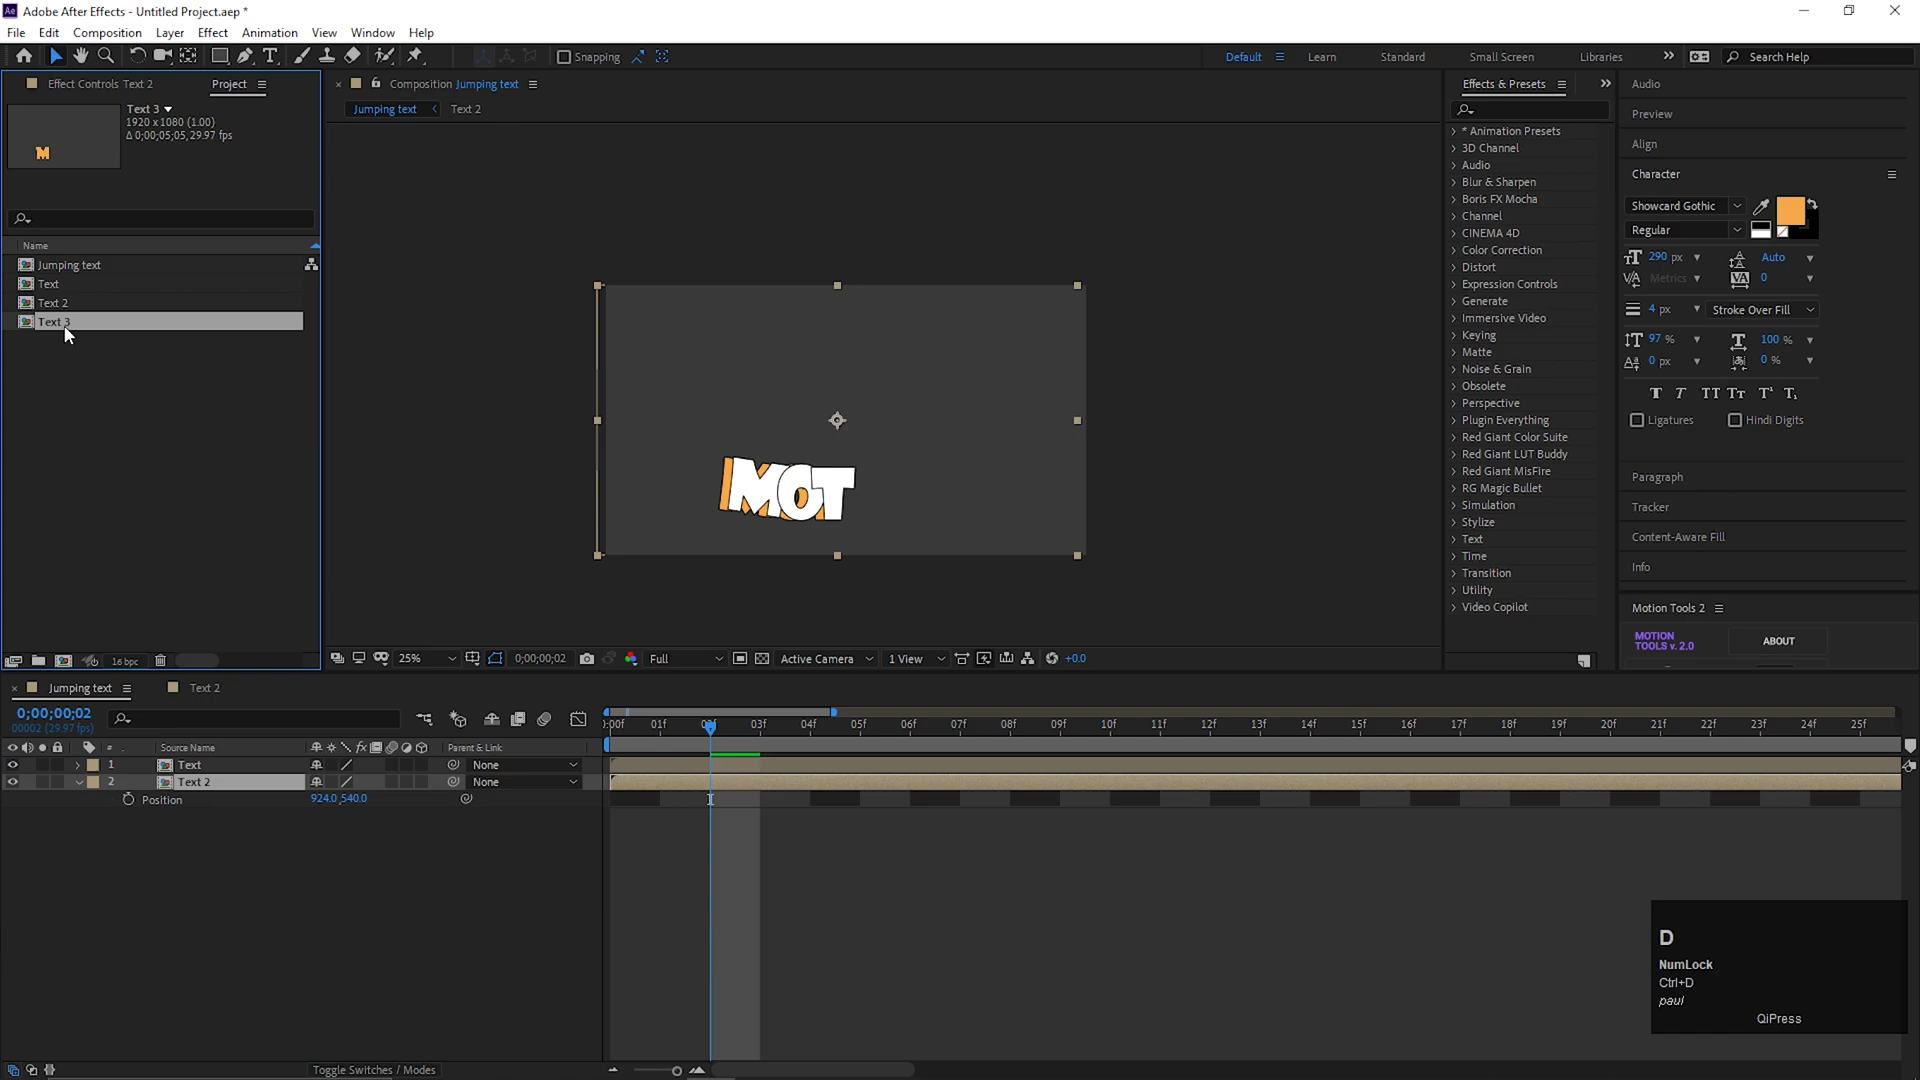 Adobe After Effects - Untitled Project.aep *
File Edit Composition Layer Effect Animation View Window Help
Snapping
Default Learn Standard Small Screen Libraries Search Help
Effect Controls Text 2 Project
Text 3
1920 x 1080 (1.00)
Δ 0;00;05;05, 29.97 fps
M
Name
Jumping text
Text
Text 2
Text 3
16 bpc
Composition Jumping text
Jumping text Text 2
MOT
25% 0;00;00;02 Full Active Camera 1 View +0.0
Effects & Presets
* Animation Presets
3D Channel
Audio
Blur & Sharpen
Boris FX Mocha
Channel
CINEMA 4D
Color Correction
Distort
Expression Controls
Generate
Immersive Video
Keying
Matte
Noise & Grain
Obsolete
Perspective
Plugin Everything
Red Giant Color Suite
Red Giant LUT Buddy
Red Giant MisFire
RG Magic Bullet
Simulation
Stylize
Text
Time
Transition
Utility
Video Copilot
Audio
Preview
Align
Character
Showcard Gothic
Regular
290 px Auto
Metrics 0
4 px Stroke Over Fill
97 % 100 %
0 px 0 %
Ligatures Hindi Digits
Paragraph
Tracker
Content-Aware Fill
Info
Motion Tools 2
MOTION
TOOLS v. 2.0
ABOUT
Jumping text Text 2
0;00;00;02
00002 (29.97 fps)
:00f 01f 02f 03f 04f 05f 06f 07f 08f 09f 10f 11f 12f 13f 14f 15f 16f 17f 18f 19f 20f 21f 22f 23f 24f 25f
# Source Name Parent & Link
1 Text None
2 Text 2 None
Position 924.0,540.0
Toggle Switches / Modes
D
NumLock
Ctrl+D
paul
QiPress